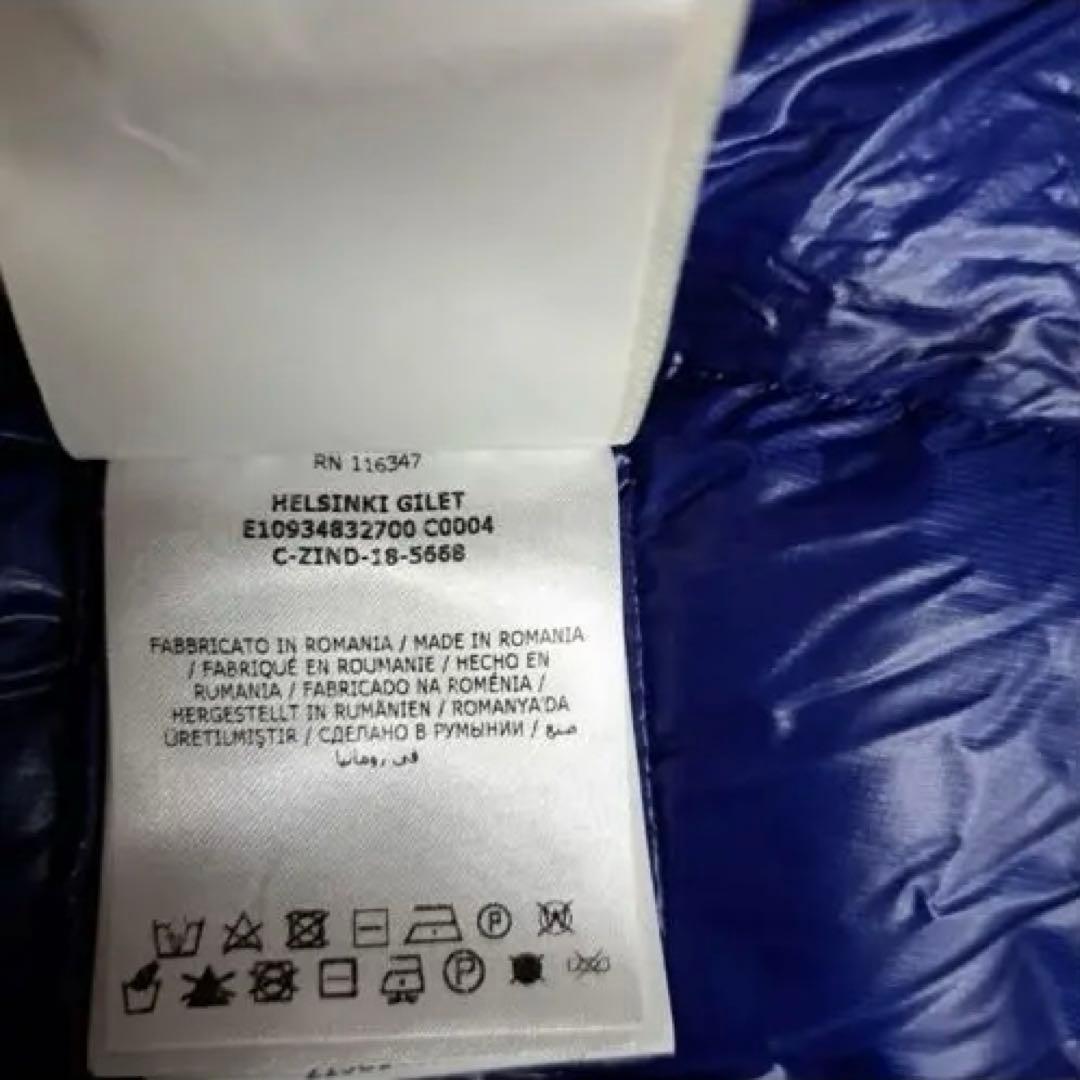 RN 116347
HELSINKI GILET
E10934832700 C0004
C-ZIND-18-5668
FABBRICATO IN ROMANIA / MADE IN ROMANIA
/ FABRIQUÉ EN ROUMANIE / HECHO EN
RUMANIA / FABRICADO NA ROMÉNIA /
HERGESTELLT IN RUMÄNIEN / ROMANYA'DA
ÜRETILMIŞTIR / СДЕЛАНО В РУМЫНИИ / صنع
في رومانيا
P W
P